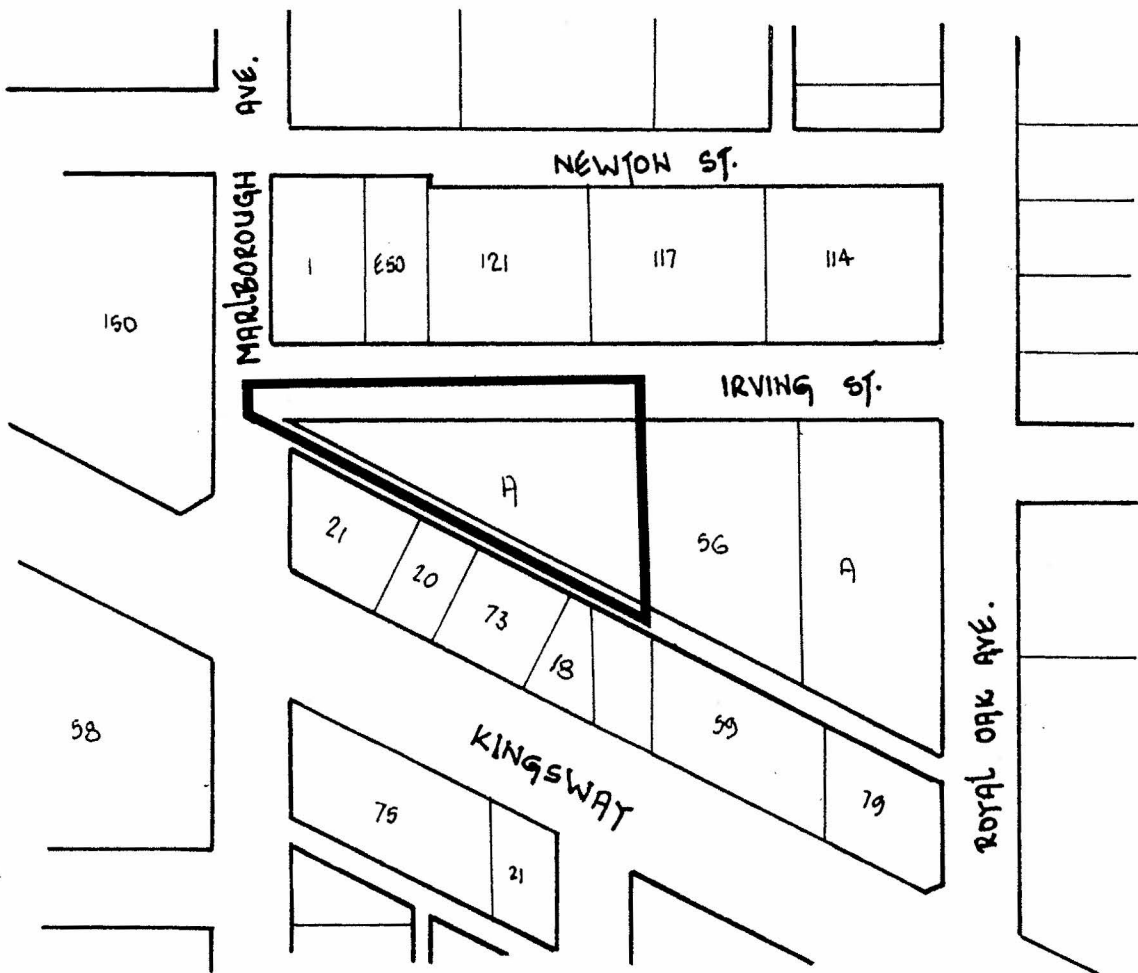 AVE.
NEWTON ST.
MARLBOROUGH
1
E50
121
117
114
150
IRVING ST.
A
21
20
73
18
56
A
59
79
ROYAL OAK AVE.
58
KINGSWAY
75
21